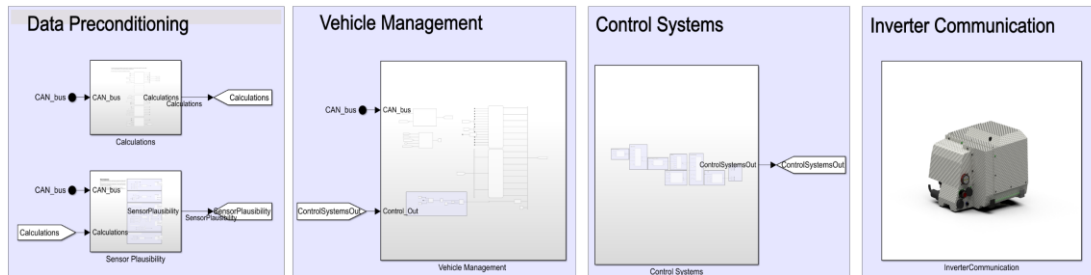 Data Preconditioning
CAN_bus
CAN_bus
Calculations
Calculations
Calculations
Calculations
CAN_bus
CAN_bus
SensorPlausibility
SensorPlausibility
SensorPlausibility
Calculations
Calculations
Sensor Plausibility
Vehicle Management
CAN_bus
CAN_bus
ControlSystemsOut
Control_Out
Vehicle Management
Control Systems
ControlSystemsOut
ControlSystemsOut
Control Systems
Inverter Communication
InverterCommunication